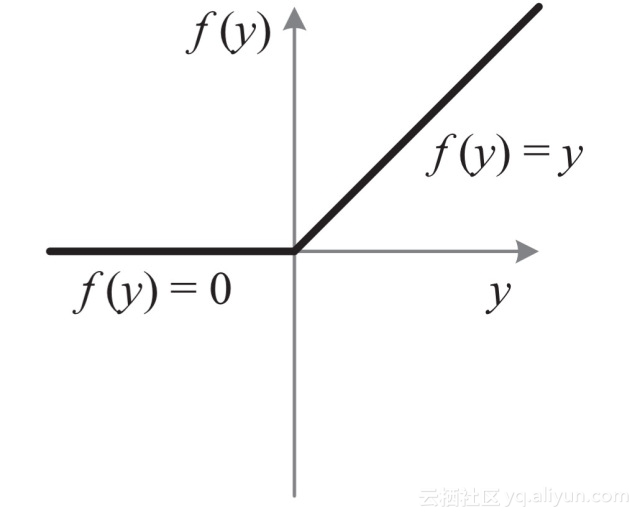 f(y)
f(y) = y
f(y) = 0
y
云栖社区 yq.aliyun.com